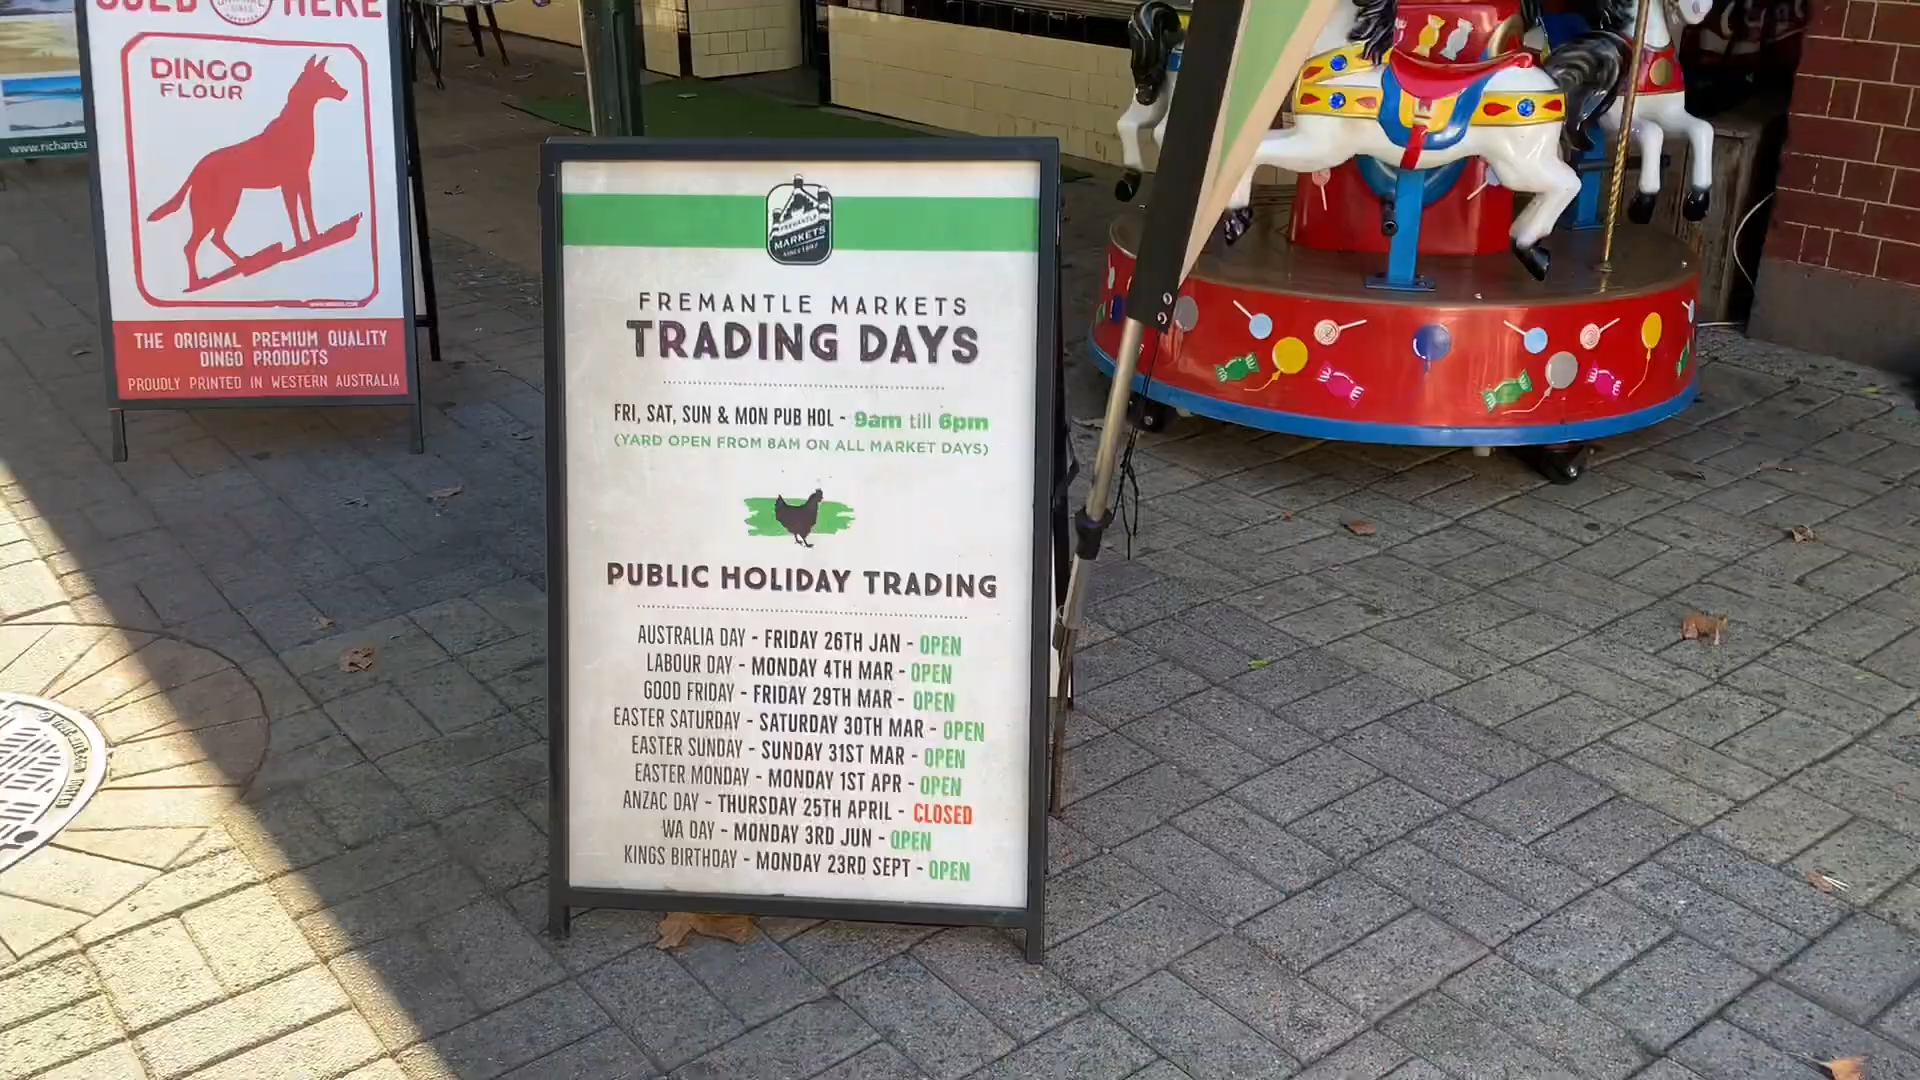 SOLD HERE
DINGO
FLOUR
THE ORIGINAL PREMIUM QUALITY
DINGO PRODUCTS
PROUDLY PRINTED IN WESTERN AUSTRALIA
FREMANTLE
MARKETS
SINCE 1897
FREMANTLE MARKETS
TRADING DAYS
FRI, SAT, SUN & MON PUB HOL - 9am till 6pm
(YARD OPEN FROM 8AM ON ALL MARKET DAYS)
PUBLIC HOLIDAY TRADING
AUSTRALIA DAY - FRIDAY 26TH JAN - OPEN
LABOUR DAY - MONDAY 4TH MAR - OPEN
GOOD FRIDAY - FRIDAY 29TH MAR - OPEN
EASTER SATURDAY - SATURDAY 30TH MAR - OPEN
EASTER SUNDAY - SUNDAY 31ST MAR - OPEN
EASTER MONDAY - MONDAY 1ST APR - OPEN
ANZAC DAY - THURSDAY 25TH APRIL - CLOSED
WA DAY - MONDAY 3RD JUN - OPEN
KINGS BIRTHDAY - MONDAY 23RD SEPT - OPEN